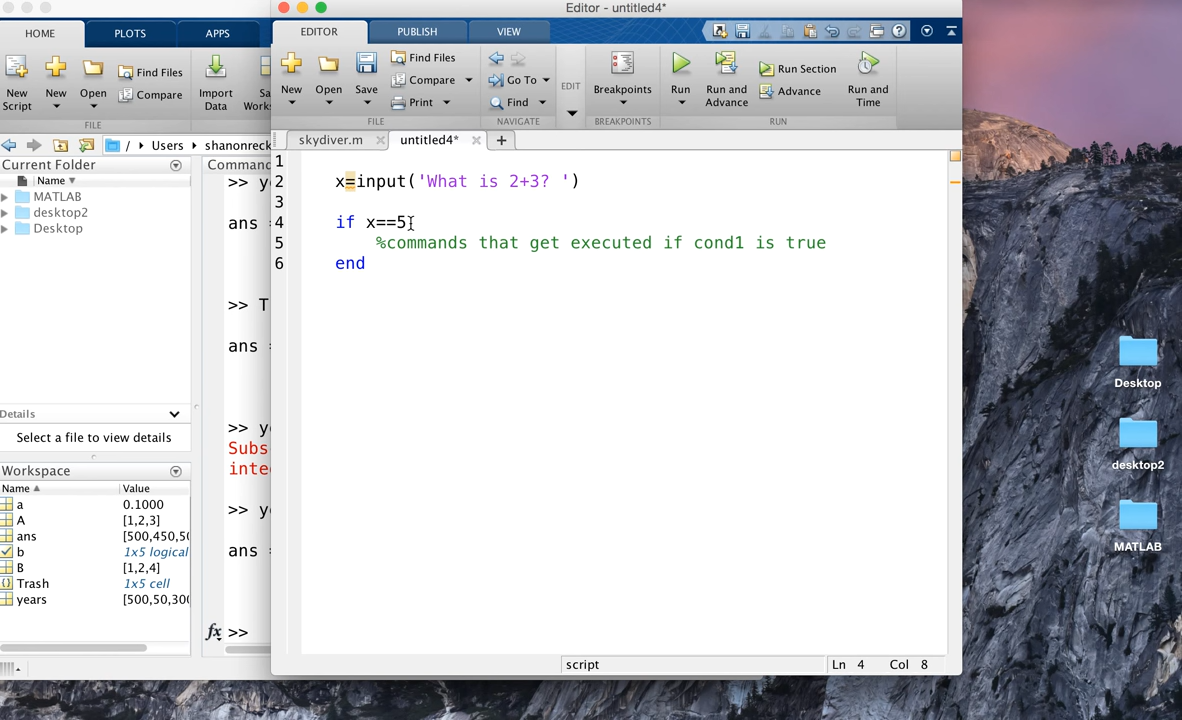 Editor - untitled4*
HOME PLOTS APPS
EDITOR PUBLISH VIEW
New Script
New
Open
Find Files
Compare
Import Data
FILE
New
Open
Save
Find Files
Compare
Print
FILE
Go To
Find
NAVIGATE
EDIT
Breakpoints
BREAKPOINTS
Run
Run and Advance
Run Section
Advance
Run and Time
RUN
/ Users shanonreck
skydiver.m untitled4* +
Current Folder
Name
MATLAB
desktop2
Desktop
Details
Select a file to view details
Workspace
Name Value
a 0.1000
A [1,2,3]
ans [500,450,50
b 1x5 logical
B [1,2,4]
Trash 1x5 cell
years [500,50,300
>> y
ans =
>> T
ans =
>> y
Subs
inte
>> y
ans =
fx >>
1
2 x=input('What is 2+3? ')
3
4 if x==5
5 %commands that get executed if cond1 is true
6 end
script
Ln 4 Col 8
Desktop
desktop2
MATLAB